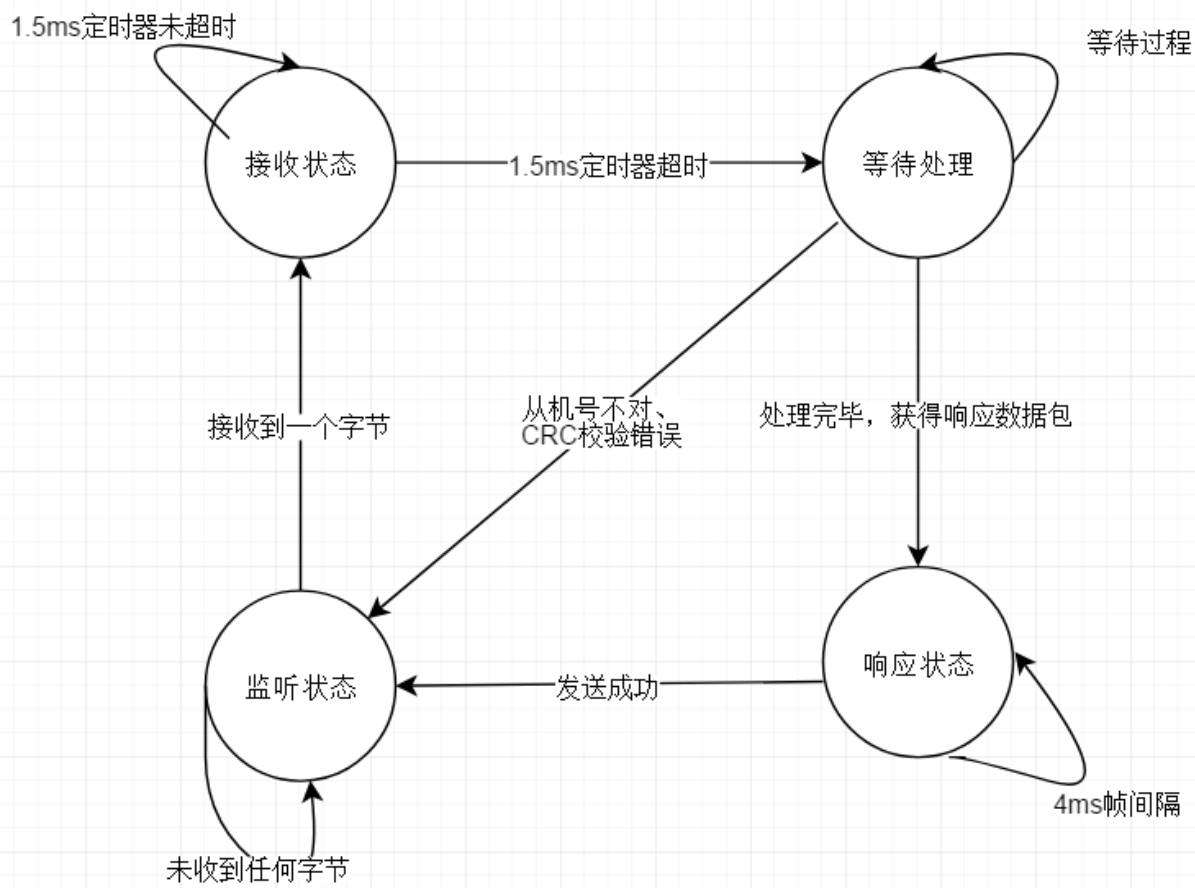 1.5ms定时器未超时
等待过程
接收状态
1.5ms定时器超时
等待处理
接收到一个字节
从机号不对、
CRC校验错误
处理完毕，获得响应数据包
监听状态
发送成功
响应状态
4ms帧间隔
未收到任何字节